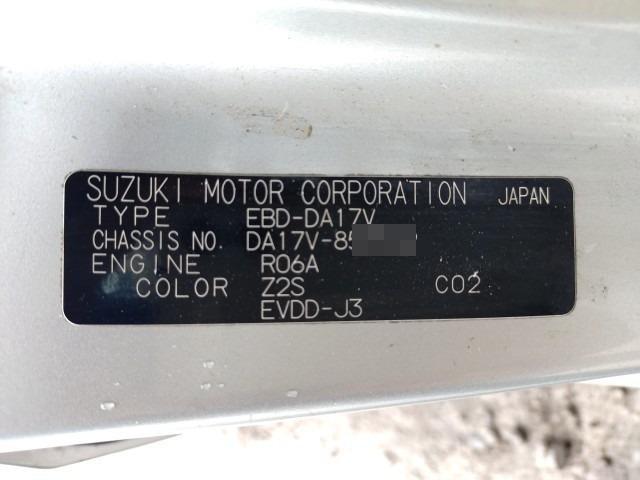 SUZUKI MOTOR CORPORATION JAPAN
TYPE EBD-DA17V
CHASSIS NO. DA17V-8
ENGINE R06A
COLOR Z2S C02
EVDD-J3